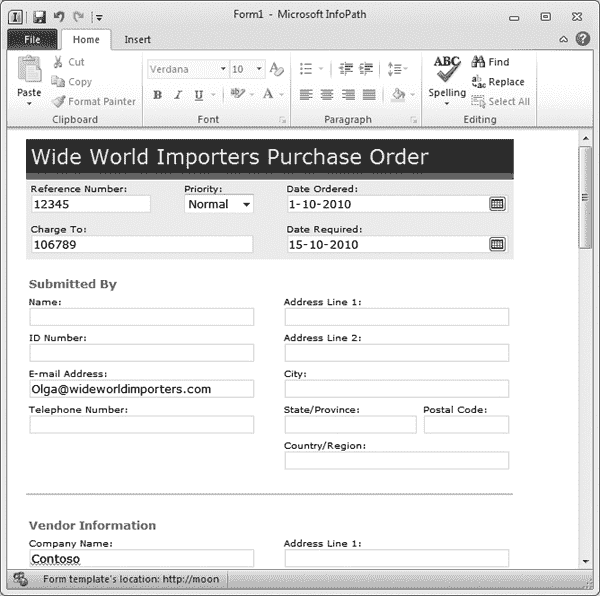 Form1 - Microsoft InfoPath
File Home Insert
Paste
Cut
Copy
Format Painter
Clipboard
Verdana 10
B I U ab A
Font
Paragraph
ABC
Spelling
Find
Replace
Select All
Editing
Wide World Importers Purchase Order
Reference Number: Priority: Date Ordered:
12345 Normal 1-10-2010
Charge To: Date Required:
106789 15-10-2010
Submitted By
Name: Address Line 1:
ID Number: Address Line 2:
E-mail Address: City:
Olga@wideworldimporters.com
Telephone Number: State/Province: Postal Code:
Country/Region:
Vendor Information
Company Name: Address Line 1:
Contoso
Form template's location: http://moon